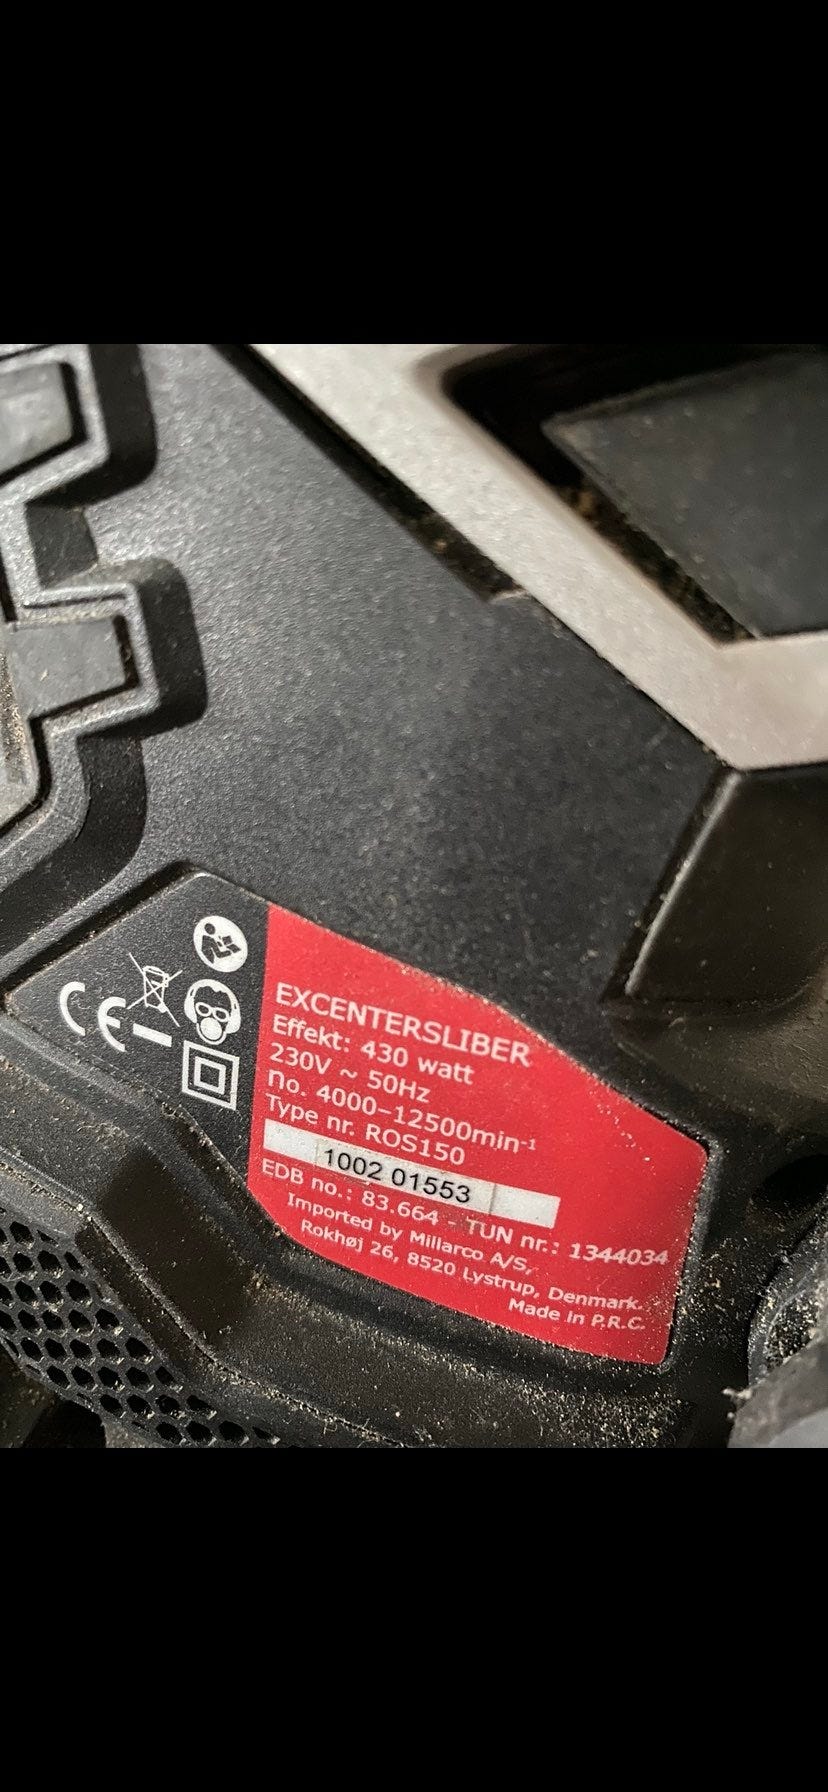 EXCENTERSLIBER
Effekt: 430 watt
230V ~ 50Hz
no. 4000-12500min-1
Type nr. ROS150
1002 01553
EDB no.: 83.664 - TUN nr.: 1344034
Imported by Millarco A/S,
Rokhøj 26, 8520 Lystrup, Denmark.
Made in P.R.C.
CE